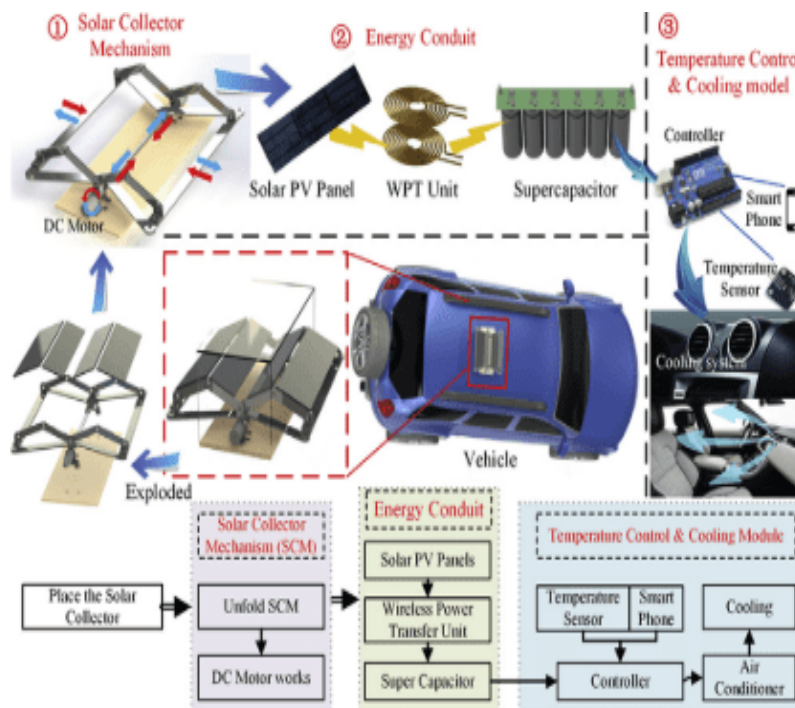 ① Solar Collector
Mechanism
② Energy Conduit
③
Temperature Control
& Cooling model
Controller
Solar PV Panel
WPT Unit
Supercapacitor
Smart
Phone
DC Motor
Temperature
Sensor
Cooling system
Vehicle
Exploded
Solar Collector
Mechanism (SCM)
Energy Conduit
Temperature Control & Cooling Module
Place the Solar
Collector
Unfold SCM
DC Motor works
Solar PV Panels
Wireless Power
Transfer Unit
Super Capacitor
Temperature
Sensor
Smart
Phone
Controller
Cooling
Air
Conditioner